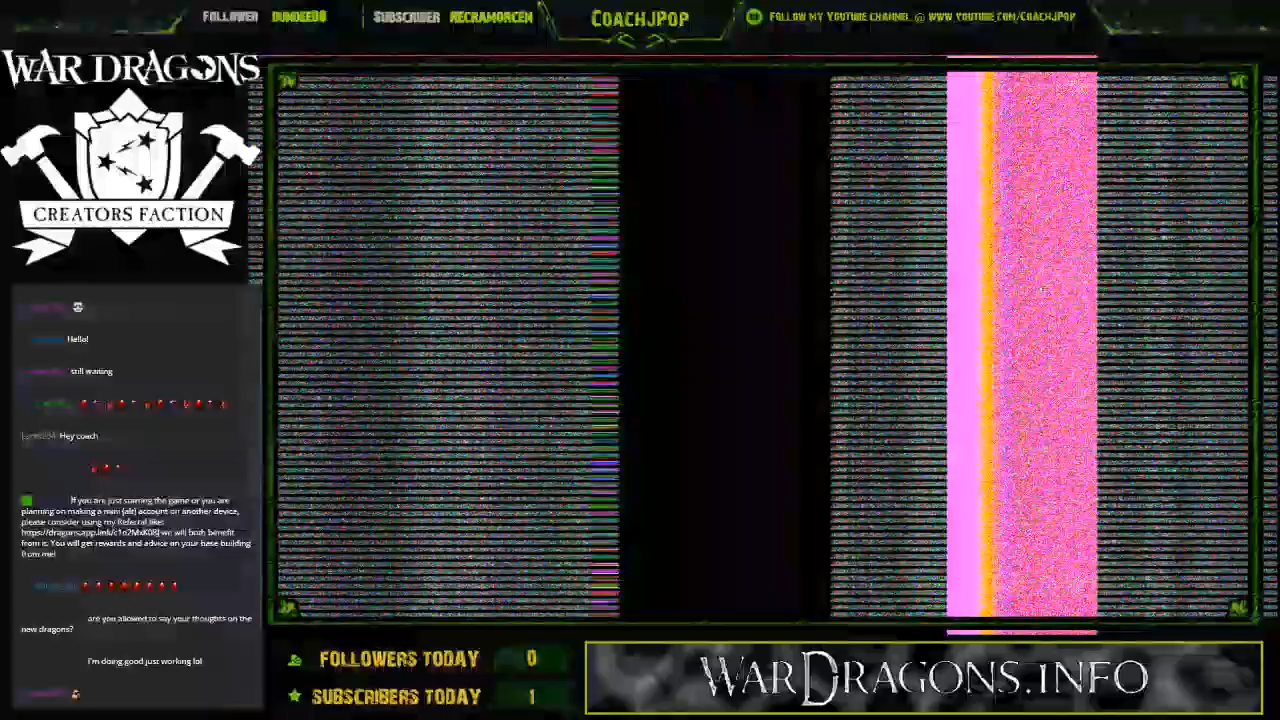 FOLLOWER DUNDEEDO
SUBSCRIBER RECRAMORCEN
COACHJPOP
FOLLOW MY YOUTUBE CHANNEL @ WWW.YOUTUBE.COM/COACHJPOP
WAR DRAGONS
CREATORS FACTION
Hello!
still waiting
Hey coach
If you are just starting the game or you are
planning on making a mini (alt) account on another device,
please consider using my Referral like:
we will both benefit
from it. You will get rewards and advice on your base building
from me!
are you allowed to say your thoughts on the
new dragons?
I'm doing good just working lol
FOLLOWERS TODAY 0
SUBSCRIBERS TODAY 1
WARDRAGONS.INFO